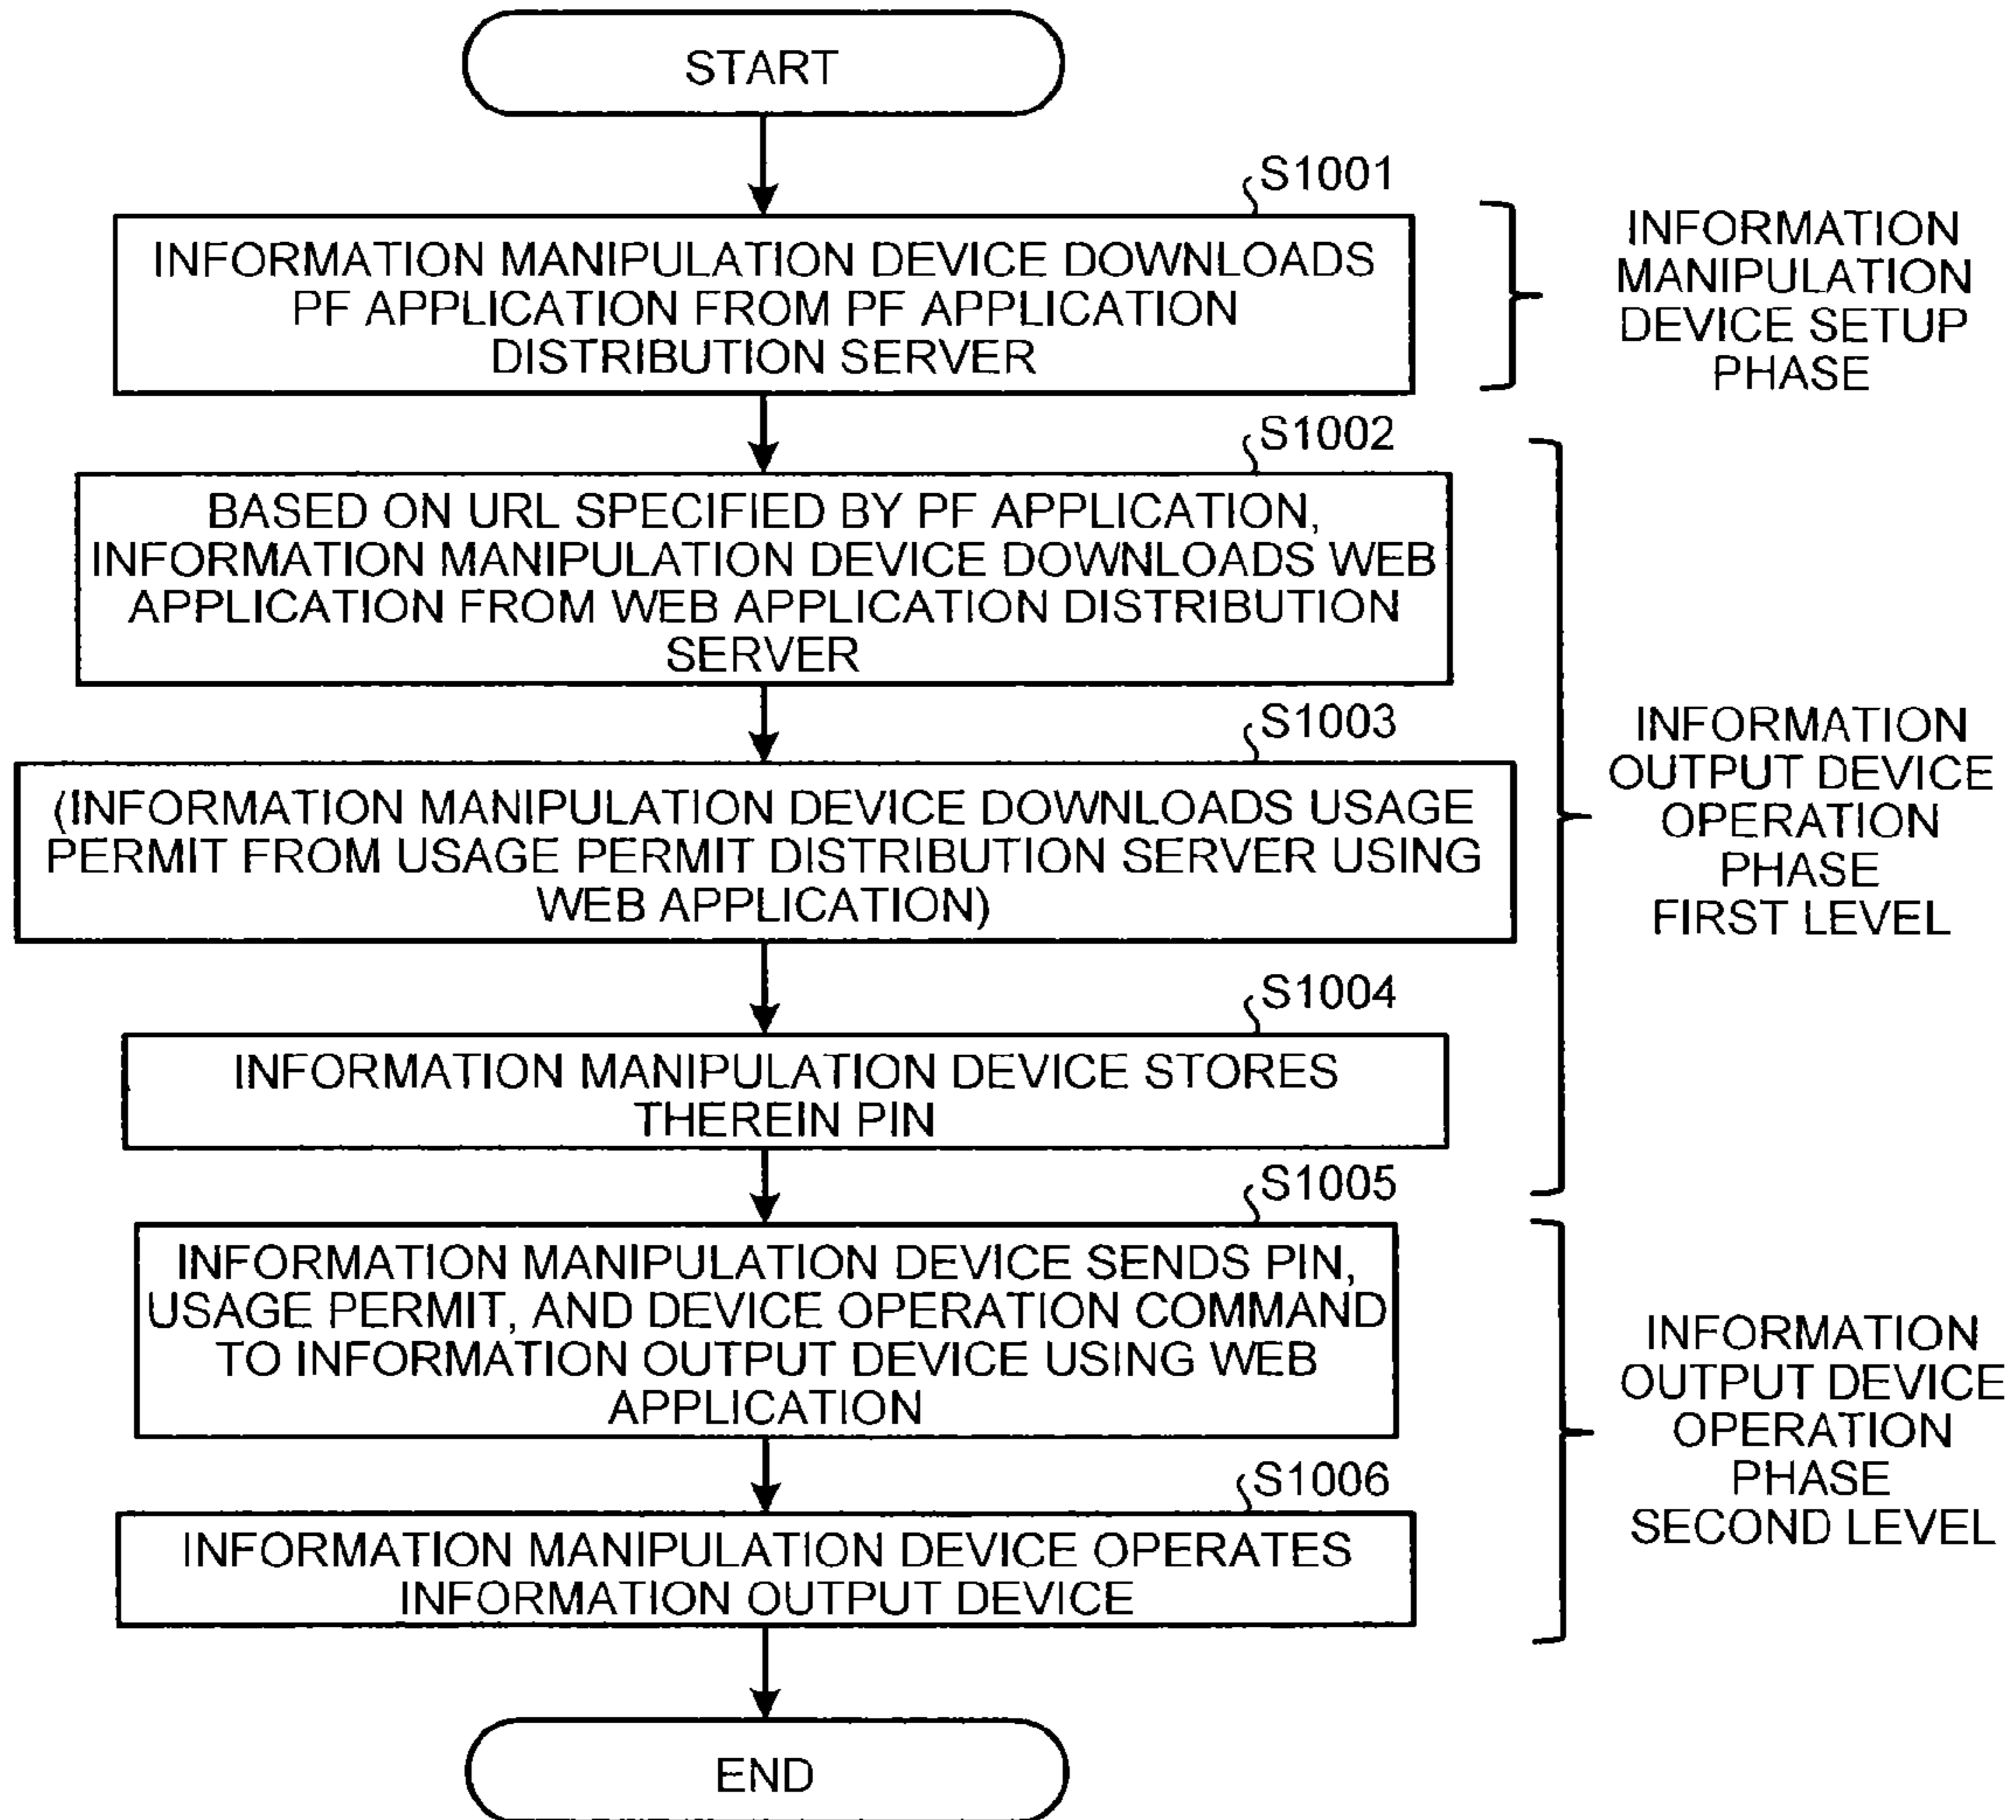 START
S1001
INFORMATION MANIPULATION DEVICE DOWNLOADS
PF APPLICATION FROM PF APPLICATION
DISTRIBUTION SERVER
INFORMATION
MANIPULATION
DEVICE SETUP
PHASE
S1002
BASED ON URL SPECIFIED BY PF APPLICATION,
INFORMATION MANIPULATION DEVICE DOWNLOADS WEB
APPLICATION FROM WEB APPLICATION DISTRIBUTION
SERVER
S1003
(INFORMATION MANIPULATION DEVICE DOWNLOADS USAGE
PERMIT FROM USAGE PERMIT DISTRIBUTION SERVER USING
WEB APPLICATION)
INFORMATION
OUTPUT DEVICE
OPERATION
PHASE
FIRST LEVEL
S1004
INFORMATION MANIPULATION DEVICE STORES
THEREIN PIN
S1005
INFORMATION MANIPULATION DEVICE SENDS PIN,
USAGE PERMIT, AND DEVICE OPERATION COMMAND
TO INFORMATION OUTPUT DEVICE USING WEB
APPLICATION
INFORMATION
OUTPUT DEVICE
OPERATION
PHASE
SECOND LEVEL
S1006
INFORMATION MANIPULATION DEVICE OPERATES
INFORMATION OUTPUT DEVICE
END